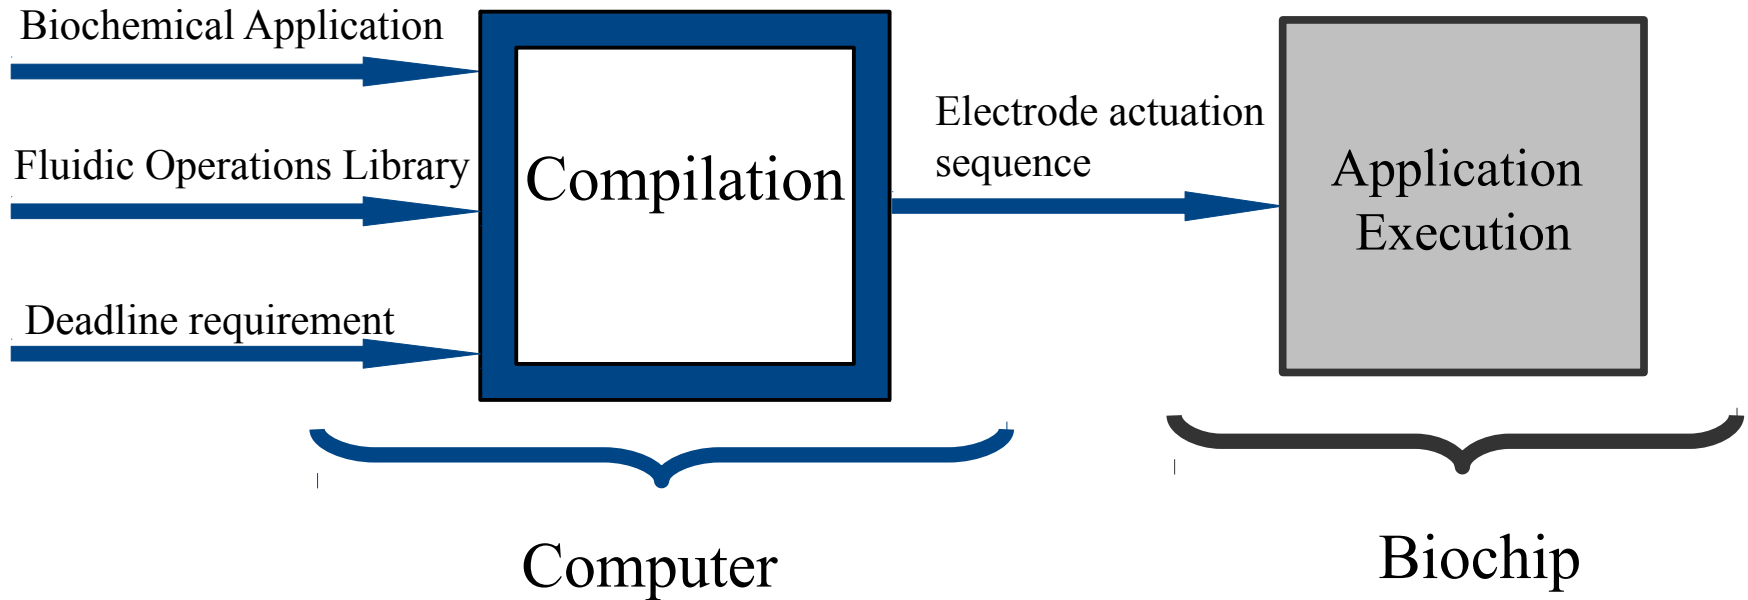 Biochemical Application
Fluidic Operations Library
Deadline requirement
Compilation
Electrode actuation
sequence
Application
Execution
Computer
Biochip